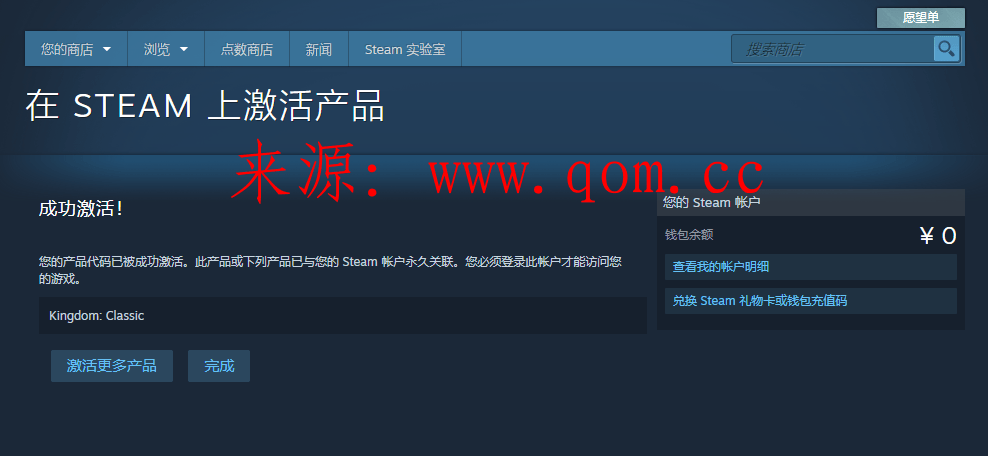 愿望单
您的商店 浏览 点数商店 新闻 Steam 实验室 搜索商店
在 STEAM 上激活产品
来源: www.qom.cc
成功激活！
您的产品代码已被成功激活。此产品或下列产品已与您的 Steam 帐户永久关联。您必须登录此帐户才能访问您
的游戏。
Kingdom: Classic
激活更多产品 完成
您的 Steam 帐户
钱包余额 ¥ 0
查看我的帐户明细
兑换 Steam 礼物卡或钱包充值码